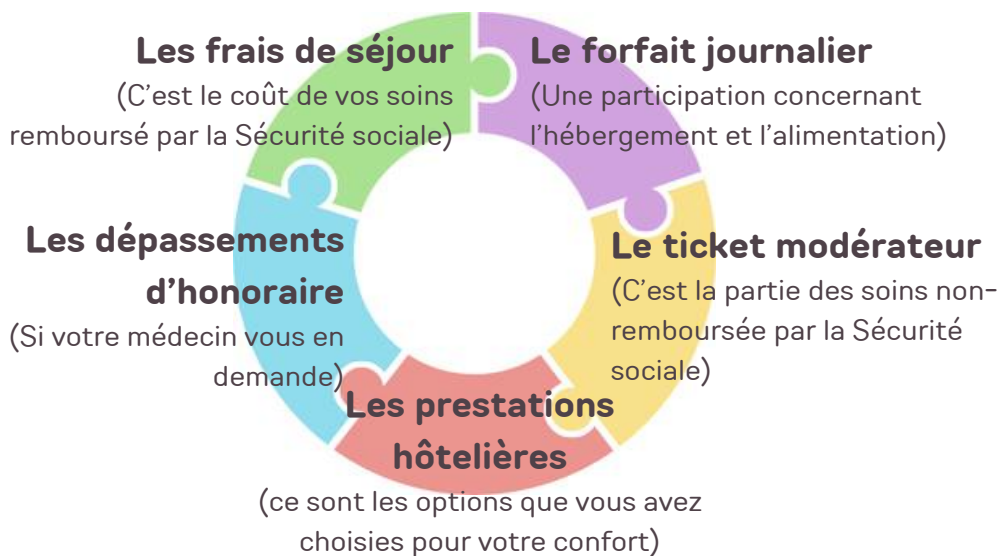 Les frais de séjour
(C'est le coût de vos soins
remboursé par la Sécurité sociale)
Le forfait journalier
(Une participation concernant
l'hébergement et l'alimentation)
Les dépassements
d'honoraire
(Si votre médecin vous en
demande)
Le ticket modérateur
(C'est la partie des soins non-
remboursée par la Sécurité
sociale)
Les prestations
hôtelières
(ce sont les options que vous avez
choisies pour votre confort)